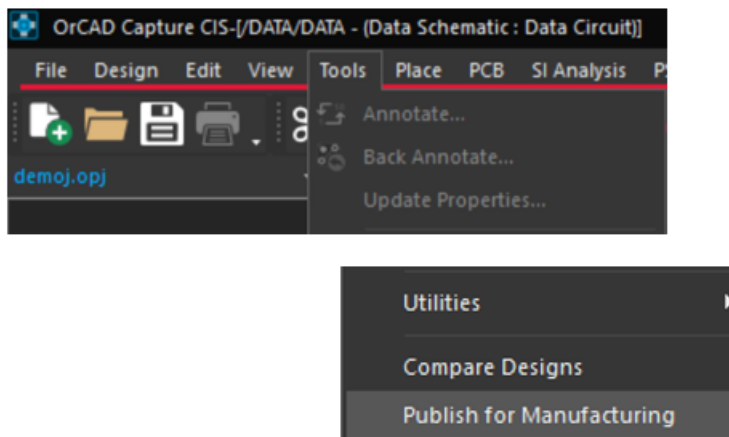 OrCAD Capture CIS-[/DATA/DATA - (Data Schematic : Data Circuit)]
File Design Edit View Tools Place PCB SI Analysis
demoj.opj
Annotate...
Back Annotate...
Update Properties...
Utilities
Compare Designs
Publish for Manufacturing